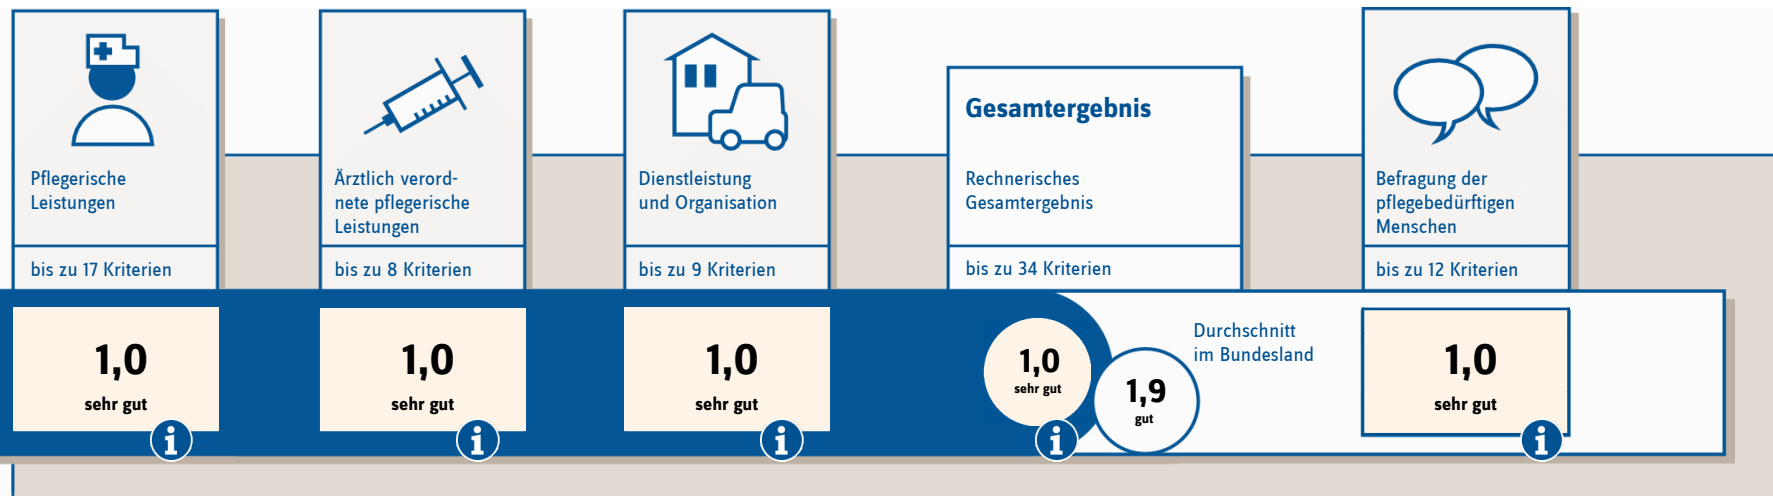 Pflegerische
Leistungen
bis zu 17 Kriterien
1,0
sehr gut
i
Ärztlich verord-
nete pflegerische
Leistungen
bis zu 8 Kriterien
1,0
sehr gut
i
Dienstleistung
und Organisation
bis zu 9 Kriterien
1,0
sehr gut
i
Gesamtergebnis
Rechnerisches
Gesamtergebnis
bis zu 34 Kriterien
1,0
sehr gut
i
Durchschnitt
im Bundesland
1,9
gut
Befragung der
pflegebedürftigen
Menschen
bis zu 12 Kriterien
1,0
sehr gut
i